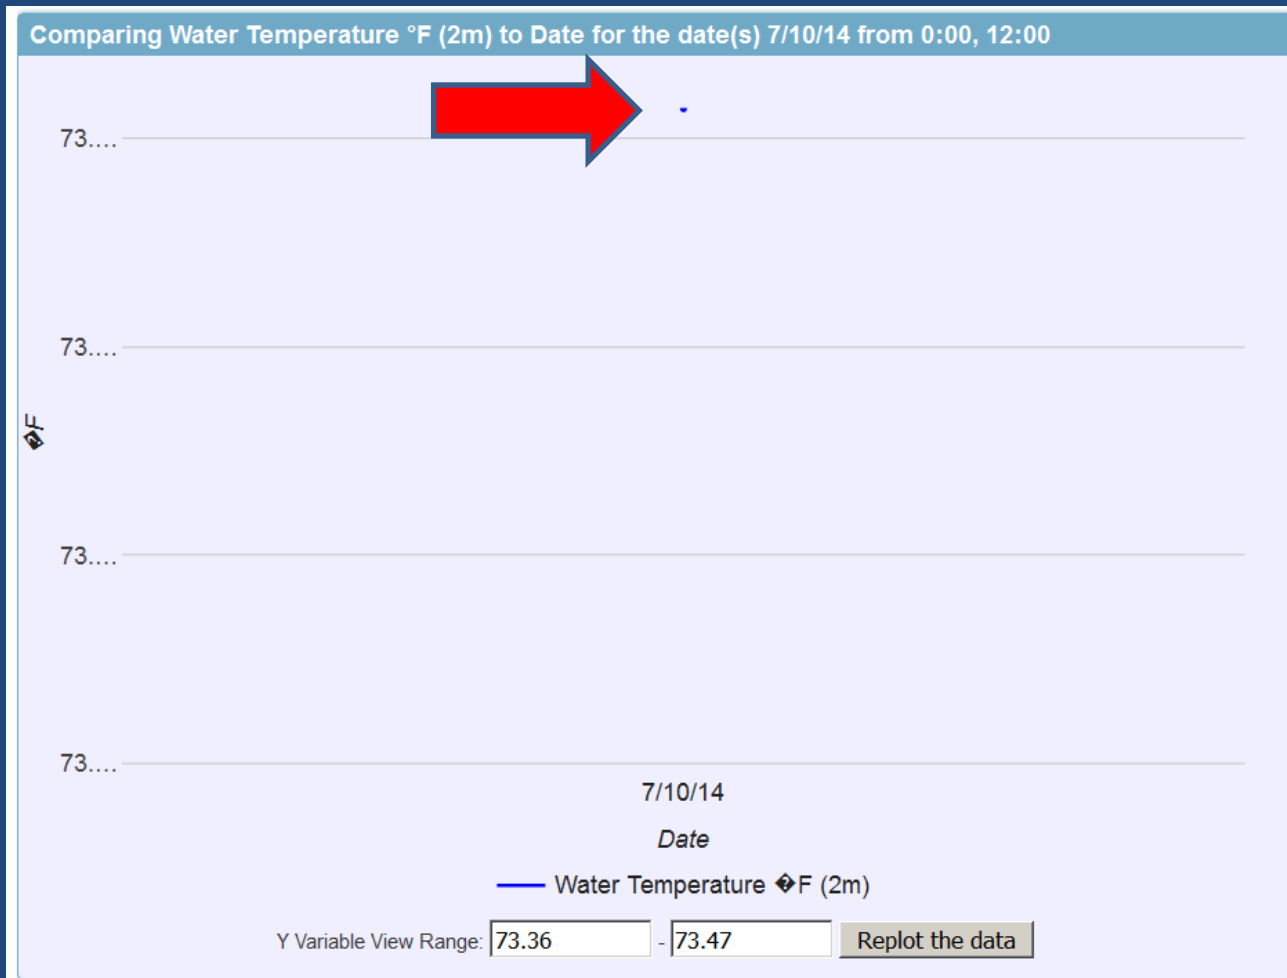 Comparing Water Temperature °F (2m) to Date for the date(s) 7/10/14 from 0:00, 12:00
73....
73....
�F
73....
73....
7/10/14
Date
Water Temperature �F (2m)
Y Variable View Range: 73.36 - 73.47 Replot the data